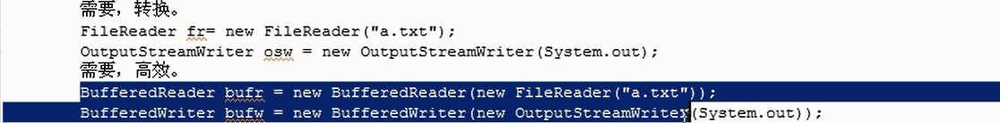 需要，转换。
FileReader fr= new FileReader("a.txt");
OutputStreamWriter osw = new OutputStreamWriter(System.out);
需要，高效。
BufferedReader bufr = new BufferedReader(new FileReader("a.txt"));
BufferedWriter bufw = new BufferedWriter(new OutputStreamWriter(System.out));